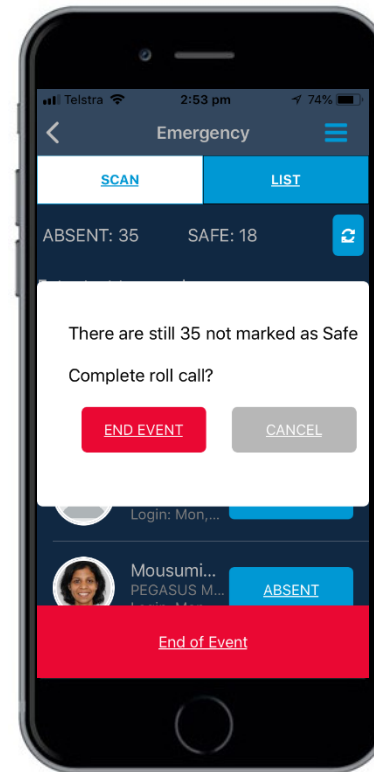 Telstra 2:53 pm 74%
Emergency
SCAN LIST
ABSENT: 35 SAFE: 18
There are still 35 not marked as Safe
Complete roll call?
END EVENT CANCEL
Login: Mon,...
Mousumi...
PEGASUS M...
ABSENT
End of Event